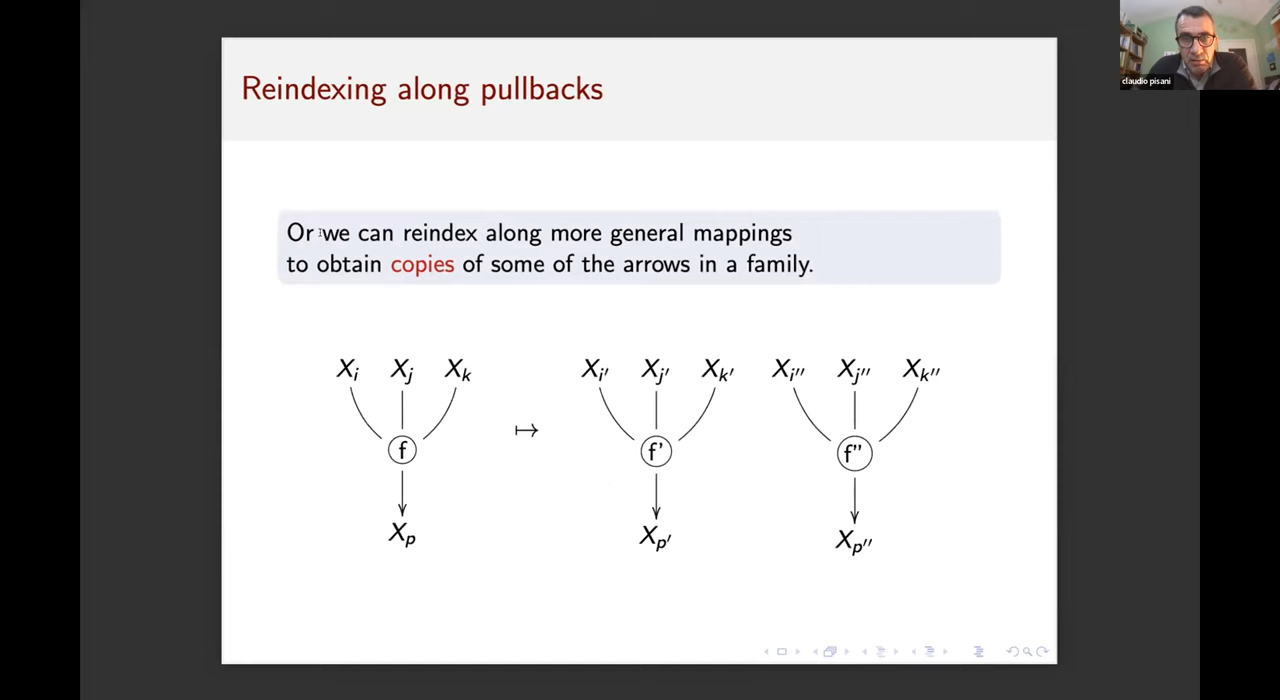 claudio pisani
Reindexing along pullbacks
Or we can reindex along more general mappings
to obtain copies of some of the arrows in a family.
X_i X_j X_k X_i′ X_j′ X_k′ X_i′′ X_j′′ X_k′′
↦
f f' f''
X_p X_p′ X_p′′